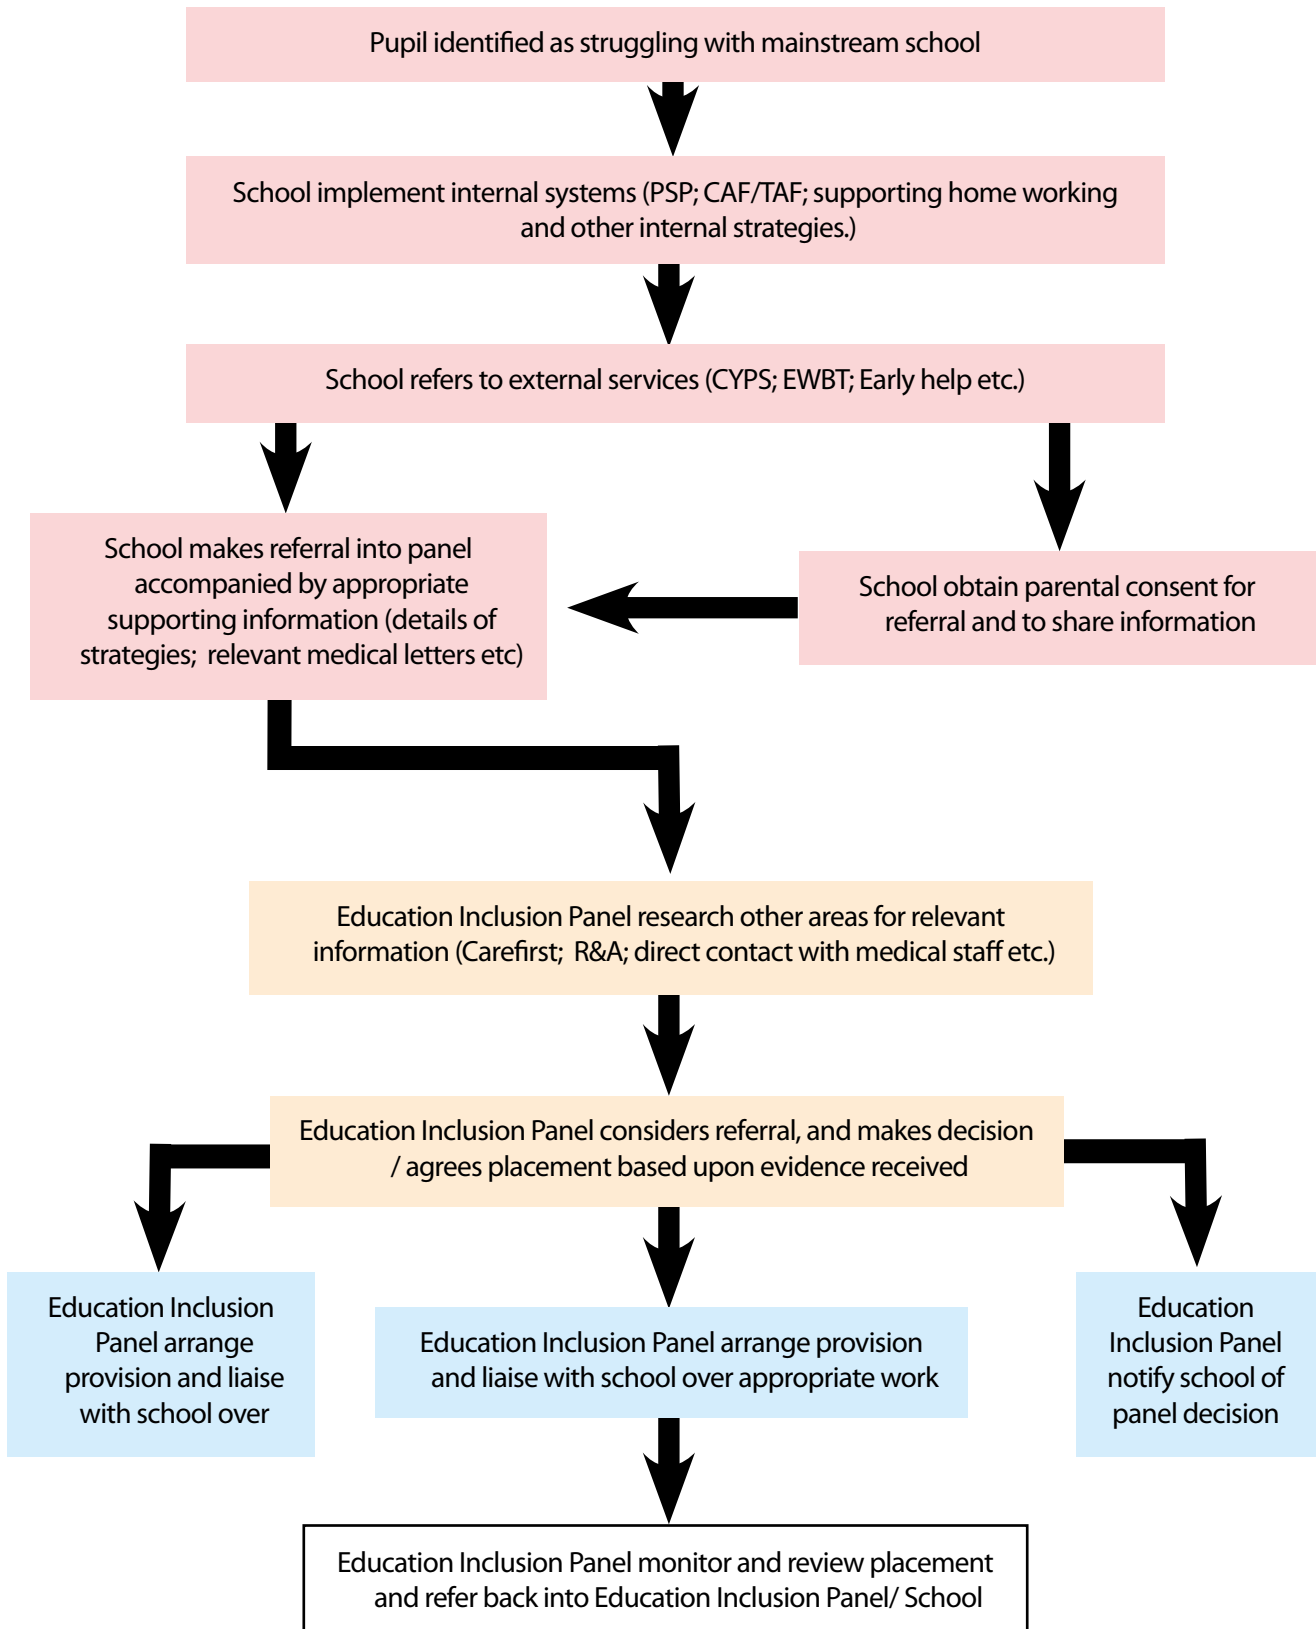 Pupil identified as struggling with mainstream school
School implement internal systems (PSP; CAF/TAF; supporting home working
and other internal strategies.)
School refers to external services (CYPS; EWBT; Early help etc.)
School makes referral into panel
accompanied by appropriate
supporting information (details of
strategies; relevant medical letters etc)
School obtain parental consent for
referral and to share information
Education Inclusion Panel research other areas for relevant
information (Carefirst; R&A; direct contact with medical staff etc.)
Education Inclusion Panel considers referral, and makes decision
/ agrees placement based upon evidence received
Education Inclusion
Panel arrange
provision and liaise
with school over
Education Inclusion Panel arrange provision
and liaise with school over appropriate work
Education
Inclusion Panel
notify school of
panel decision
Education Inclusion Panel monitor and review placement
and refer back into Education Inclusion Panel/ School